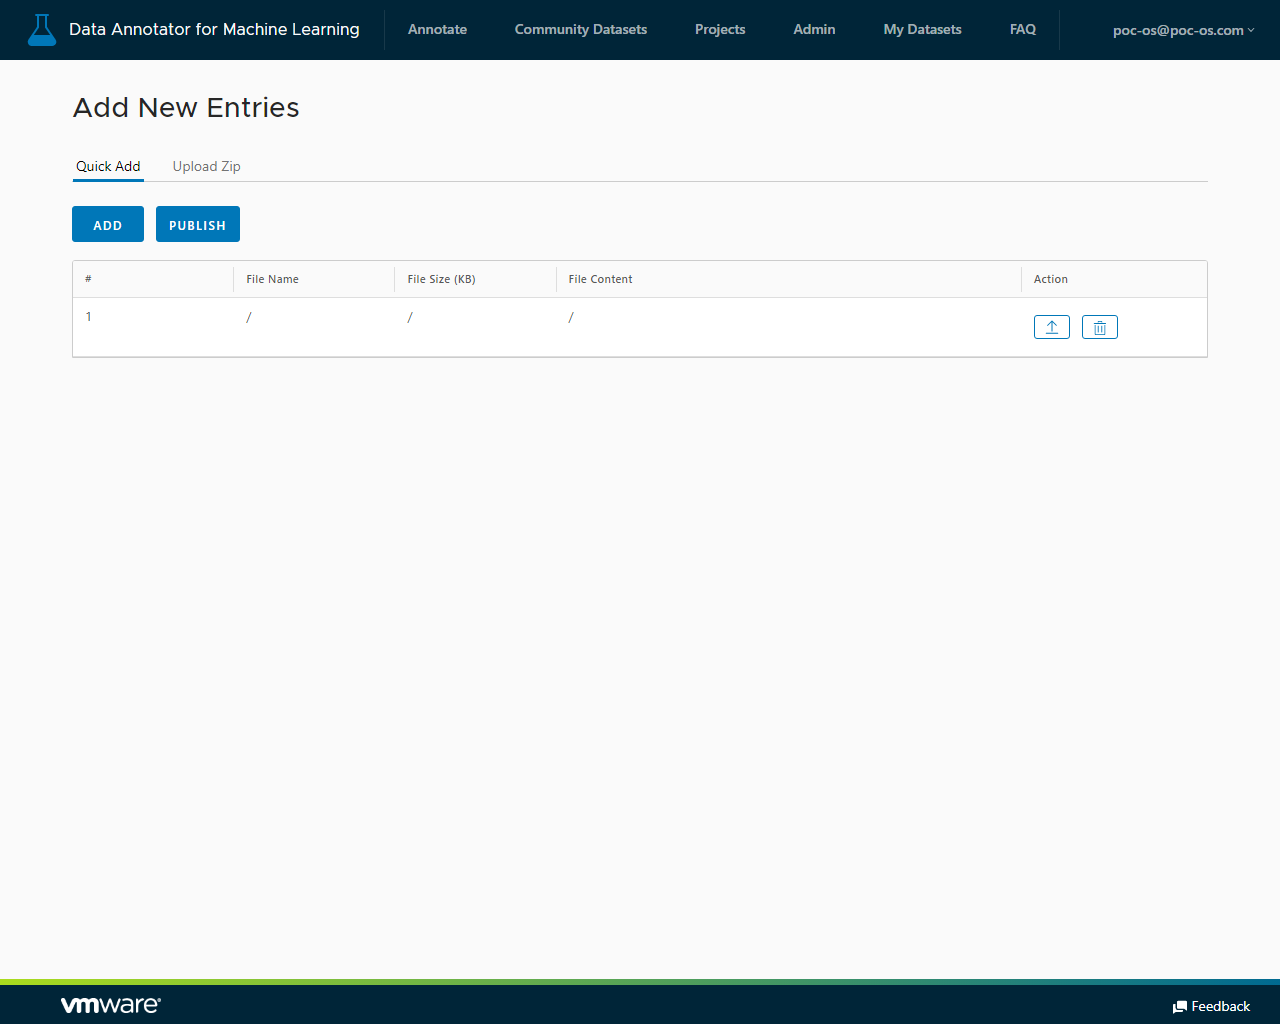 Data Annotator for Machine Learning
Annotate
Community Datasets
Projects
Admin
My Datasets
FAQ
poc-os@poc-os.com
Add New Entries
Quick Add
Upload Zip
ADD
PUBLISH
# File Name File Size (KB) File Content Action
1 / / /
vmware®
Feedback